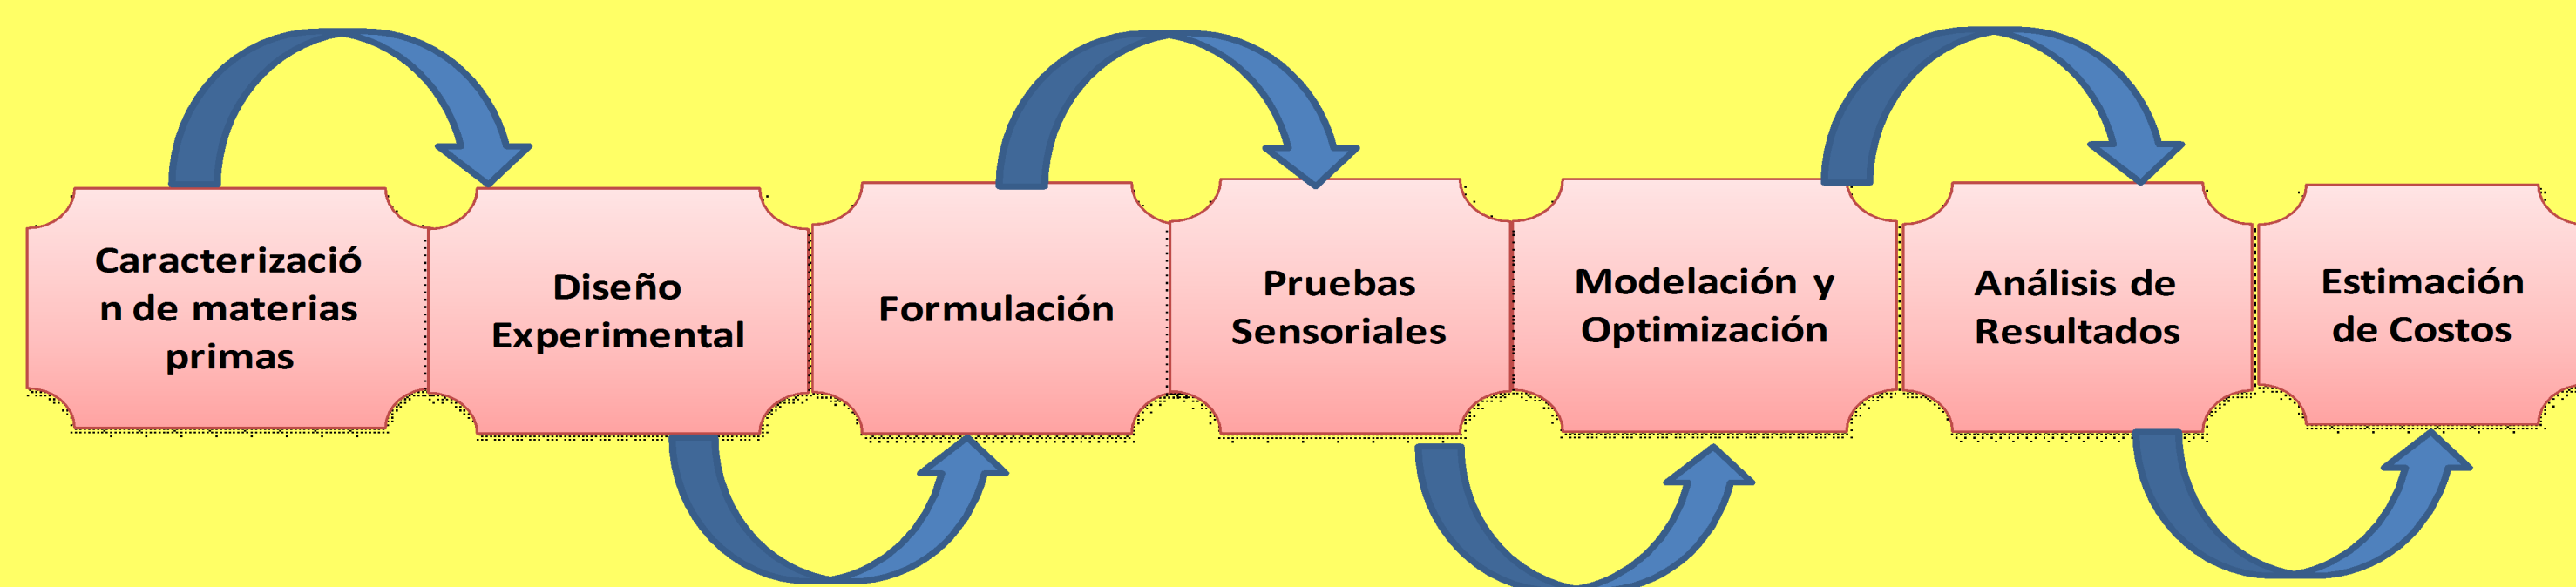 Caracterizació
n de materias
primas
Diseño
Experimental
Formulación
Pruebas
Sensoriales
Modelación y
Optimización
Análisis de
Resultados
Estimación
de Costos